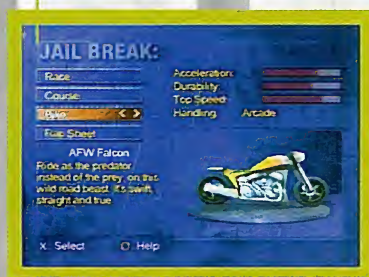 JAIL BREAK:
Race
Course
Bike
Rap Sheet
Acceleration:
Durability:
Top Speed:
Handling: Arcade
AFW Falcon
Ride as the predator
instead of the prey, on this
wild road beast. It's swift,
straight and true.
X: Select O: Help